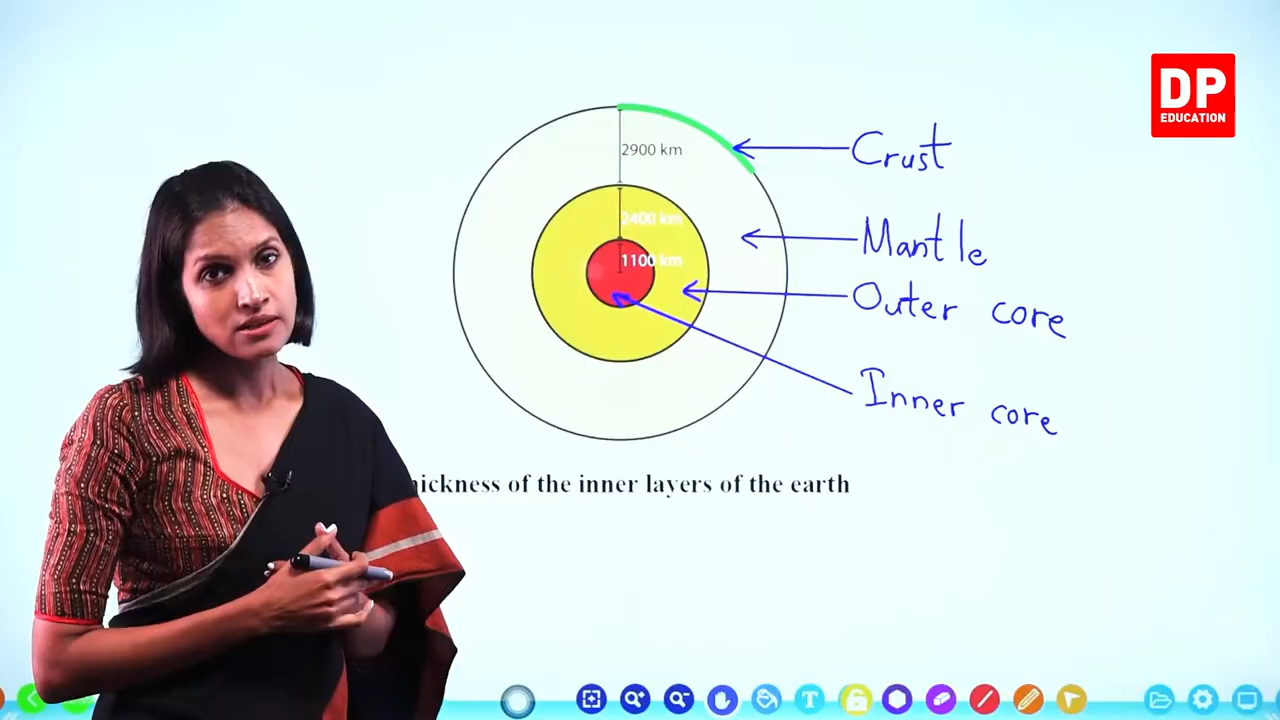 DP
EDUCATION
2900 km
Crust
2400 km
Mantle
1100 km
Outer core
Inner core
hickness of the inner layers of the earth
T